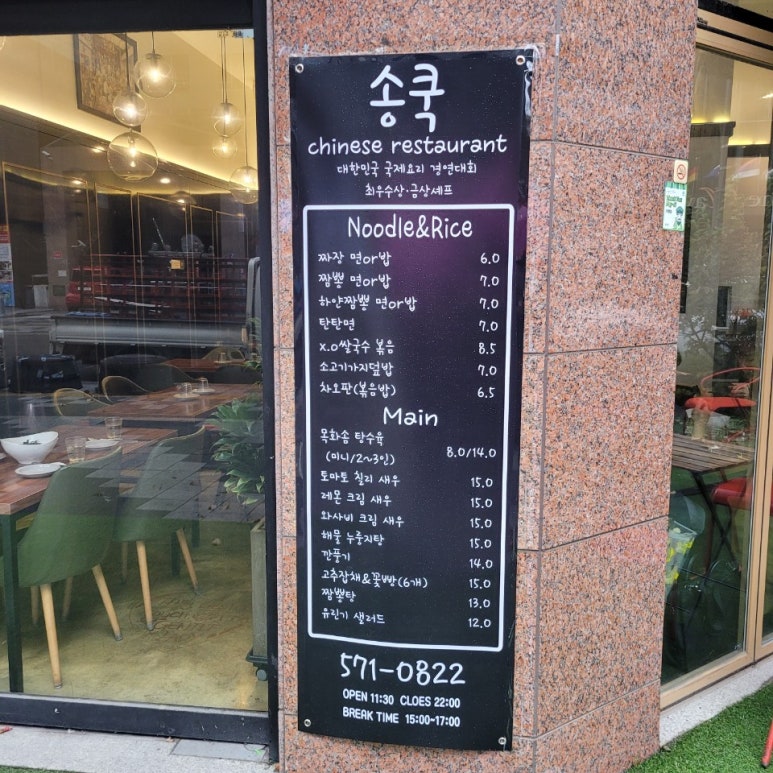 송쿡
chinese restaurant
대한민국 국제요리 경연대회
최우수상·금상셰프
Noodle&Rice
짜장 면or밥 6.0
짬뽕 면or밥 7.0
하얀짬뽕 면or밥 7.0
탄탄면 7.0
x.o쌀국수 볶음 8.5
소고기가지덮밥 7.0
차오판(볶음밥) 6.5
Main
목화솜 탕수육
(미니/2~3인) 8.0/14.0
토마토 칠리 새우 15.0
레몬 크림 새우 15.0
와사비 크림 새우 15.0
해물 누룽지탕 15.0
깐풍기 14.0
고추잡채&꽃빵(6개) 15.0
짬뽕탕 13.0
유린기 샐러드 12.0
571-0822
OPEN 11:30 CLOES 22:00
BREAK TIME 15:00~17:00